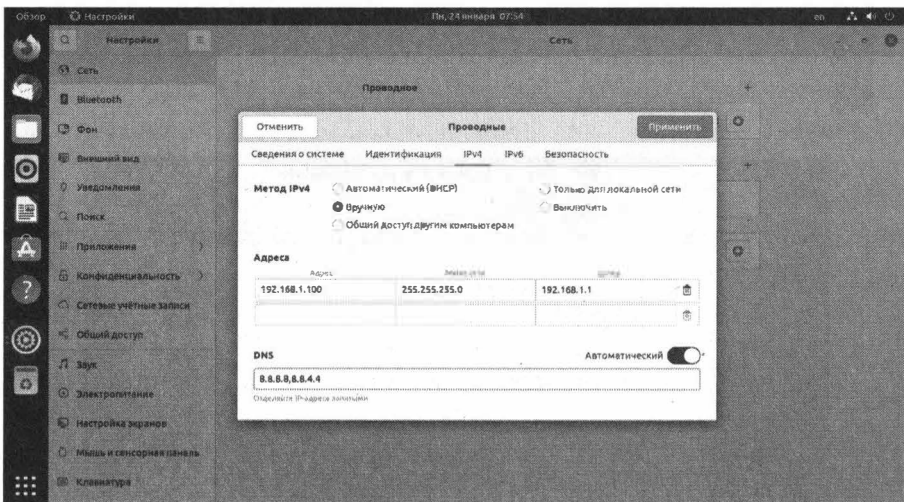 Обзор Настройки Пн, 24 января 07:54 en
Настройки Сеть
Сеть
Bluetooth
Фон
Внешний вид
Уведомления
Поиск
Приложения
Конфиденциальность
Сетевые учётные записи
Общий доступ
Звук
Электропитание
Настройка экранов
Мышь и сенсорная панель
Клавиатура
Проводное
Отменить Проводные Применить
Сведения о системе Идентификация IPv4 IPv6 Безопасность
Метод IPv4 Автоматический (DHCP) Только для локальной сети
Вручную Выключить
Общий доступ другим компьютерам
Адреса
Адрес Маска сети Шлюз
192.168.1.100 255.255.255.0 192.168.1.1
DNS Автоматический
8.8.8.8,8.8.4.4
Отделяйте IP-адреса запятыми